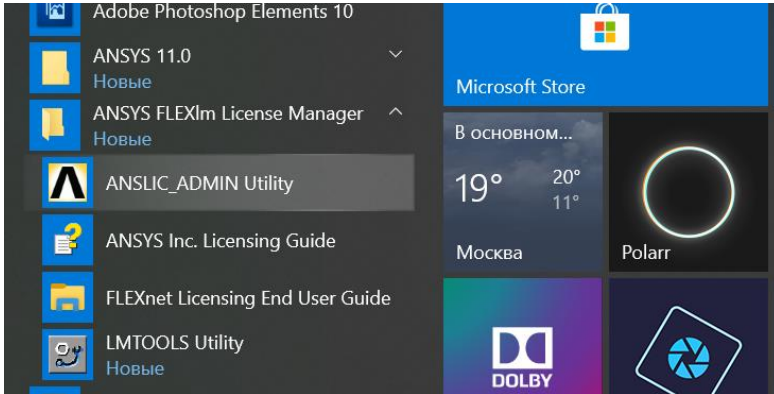 Adobe Photoshop Elements 10
ANSYS 11.0
Новые
ANSYS FLEXlm License Manager
Новые
ANSLIC_ADMIN Utility
ANSYS Inc. Licensing Guide
FLEXnet Licensing End User Guide
LMTOOLS Utility
Новые
Microsoft Store
В основном...
19°
20°
11°
Москва
Polarr
DOLBY